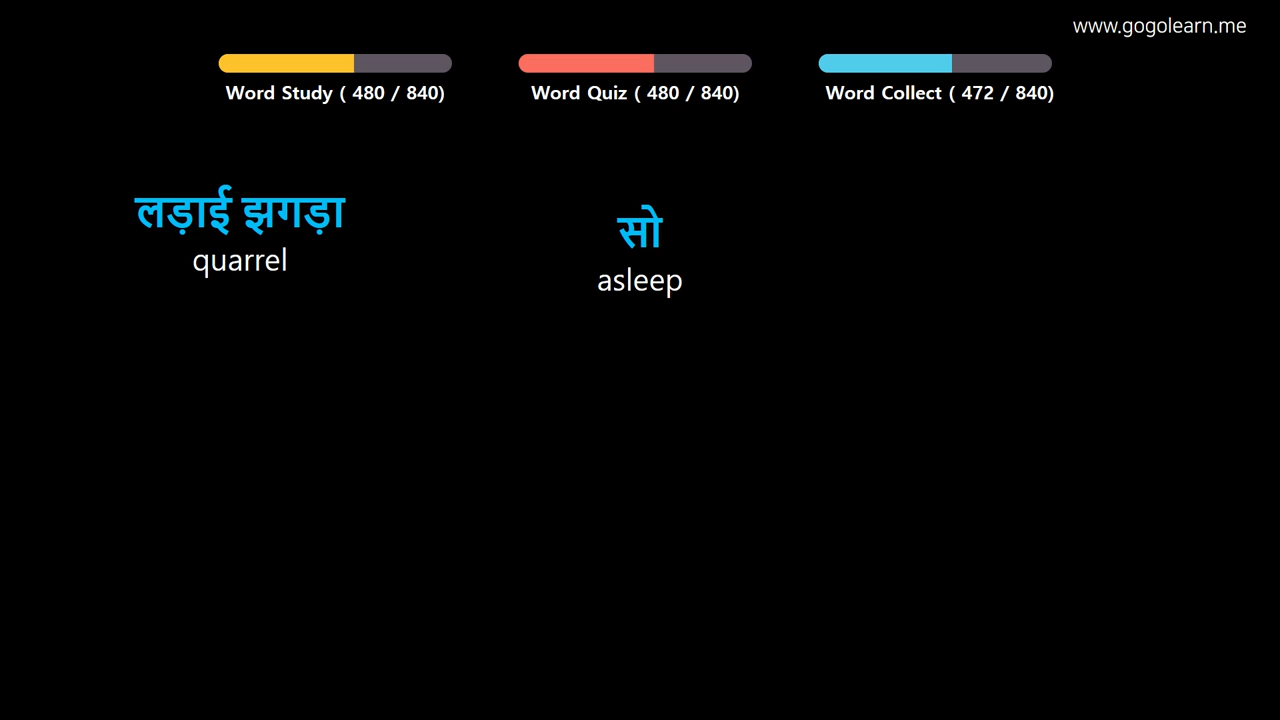 www.gogolearn.me
Word Study ( 480 / 840)
Word Quiz ( 480 / 840)
Word Collect ( 472 / 840)
लड़ाई झगड़ा
quarrel
सो
asleep